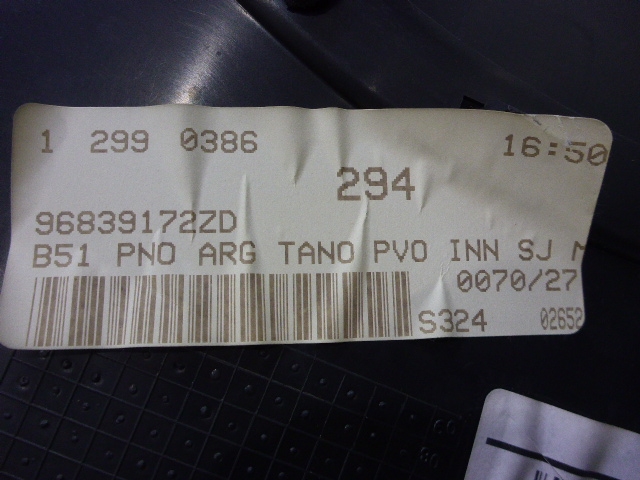 1 299 0386 16:50
294
96839172ZD
B51 PNO ARG TANO PVO INN SJ
0070/27
S324 02652